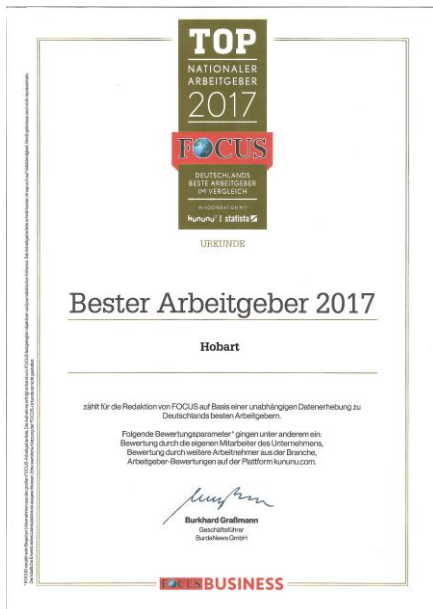 TOP
NATIONALER
ARBEITGEBER
2017
FOCUS
DEUTSCHLANDS
BESTE ARBEITGEBER
IM VERGLEICH
IN KOOPERATION MIT
kununu | statista
URKUNDE
Bester Arbeitgeber 2017
Hobart
zählt für die Redaktion von FOCUS auf Basis einer unabhängigen Datenerhebung zu
Deutschlands besten Arbeitgebern.
Folgende Bewertungsparameter* gingen unter anderem ein:
Bewertung durch die eigenen Mitarbeiter des Unternehmens,
Bewertung durch weitere Arbeitnehmer aus der Branche,
Arbeitgeber-Bewertungen auf der Plattform kununu.com.
Burkhard Graßmann
Geschäftsführer
BurdaNews GmbH
FOCUS BUSINESS